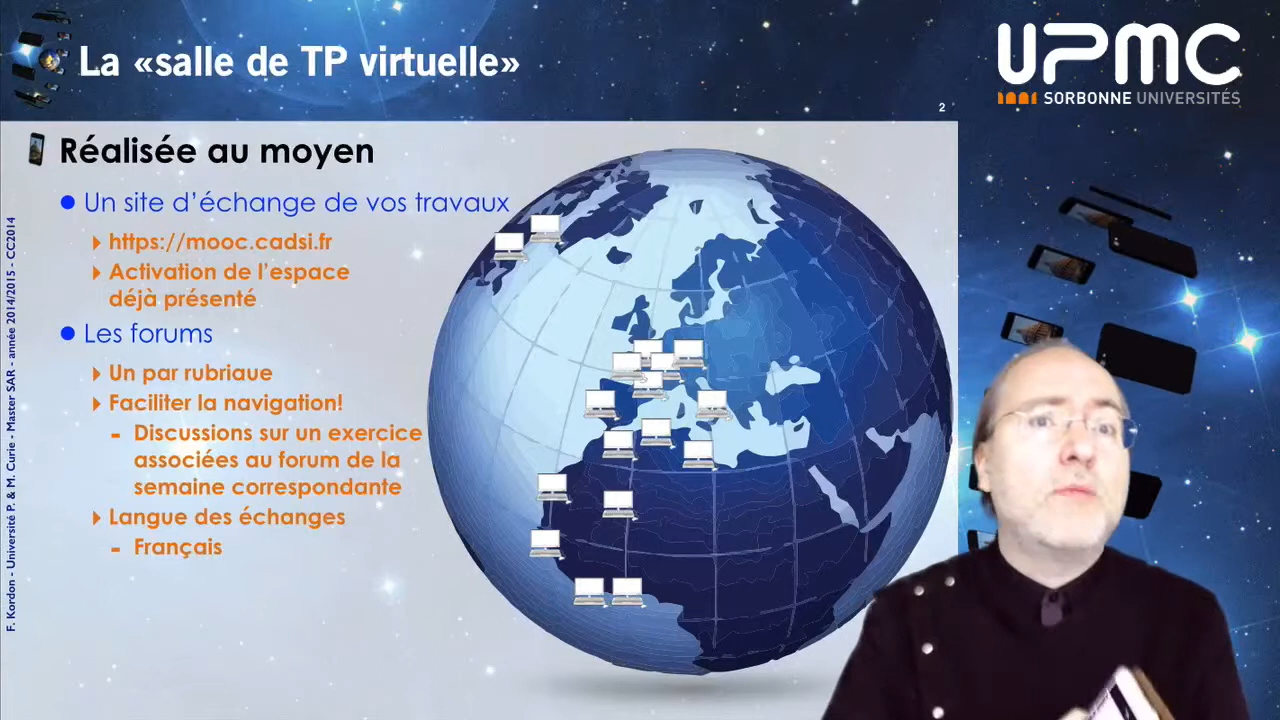 La «salle de TP virtuelle»
UPMC
SORBONNE UNIVERSITÉS
2
Réalisée au moyen
Un site d’échange de vos travaux
https://mooc.cadsi.fr
Activation de l’espace
déjà présenté
Les forums
Un par rubriaue
Faciliter la navigation!
- Discussions sur un exercice
associées au forum de la
semaine correspondante
Langue des échanges
- Français
F. Kordon - Université P. & M. Curie - Master SAR - année 2014/2015 - CC2014